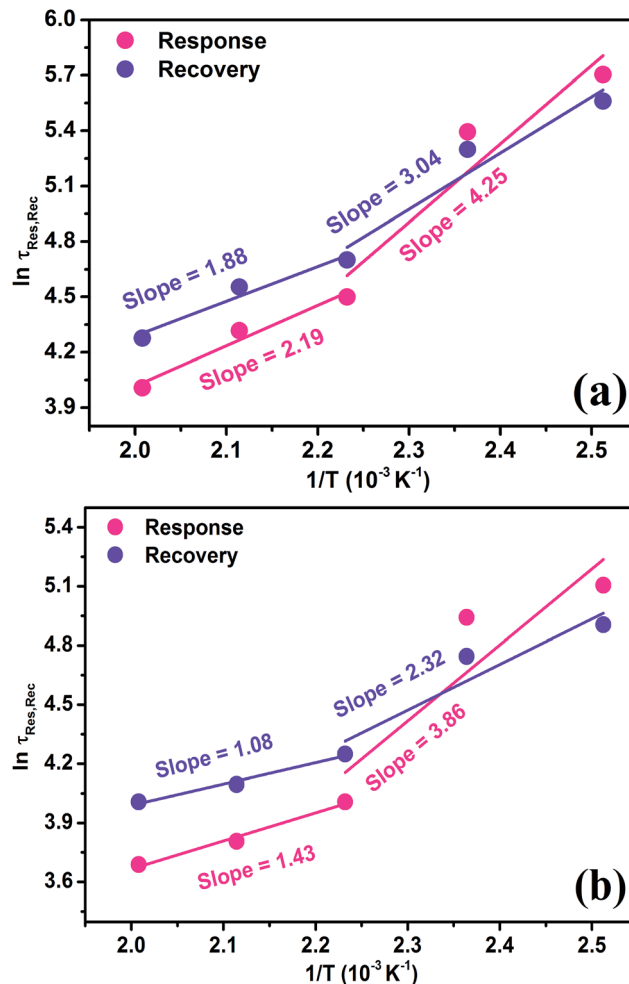 6.0
5.7
5.4
5.1
4.8
4.5
4.2
3.9
ln τRes,Rec
Response
Recovery
Slope = 1.88
Slope = 3.04
Slope = 4.25
Slope = 2.19
(a)
2.0 2.1 2.2 2.3 2.4 2.5
1/T (10⁻³ K⁻¹)
5.4
5.1
4.8
4.5
4.2
3.9
3.6
ln τRes,Rec
Response
Recovery
Slope = 1.08
Slope = 2.32
Slope = 3.86
Slope = 1.43
(b)
2.0 2.1 2.2 2.3 2.4 2.5
1/T (10⁻³ K⁻¹)